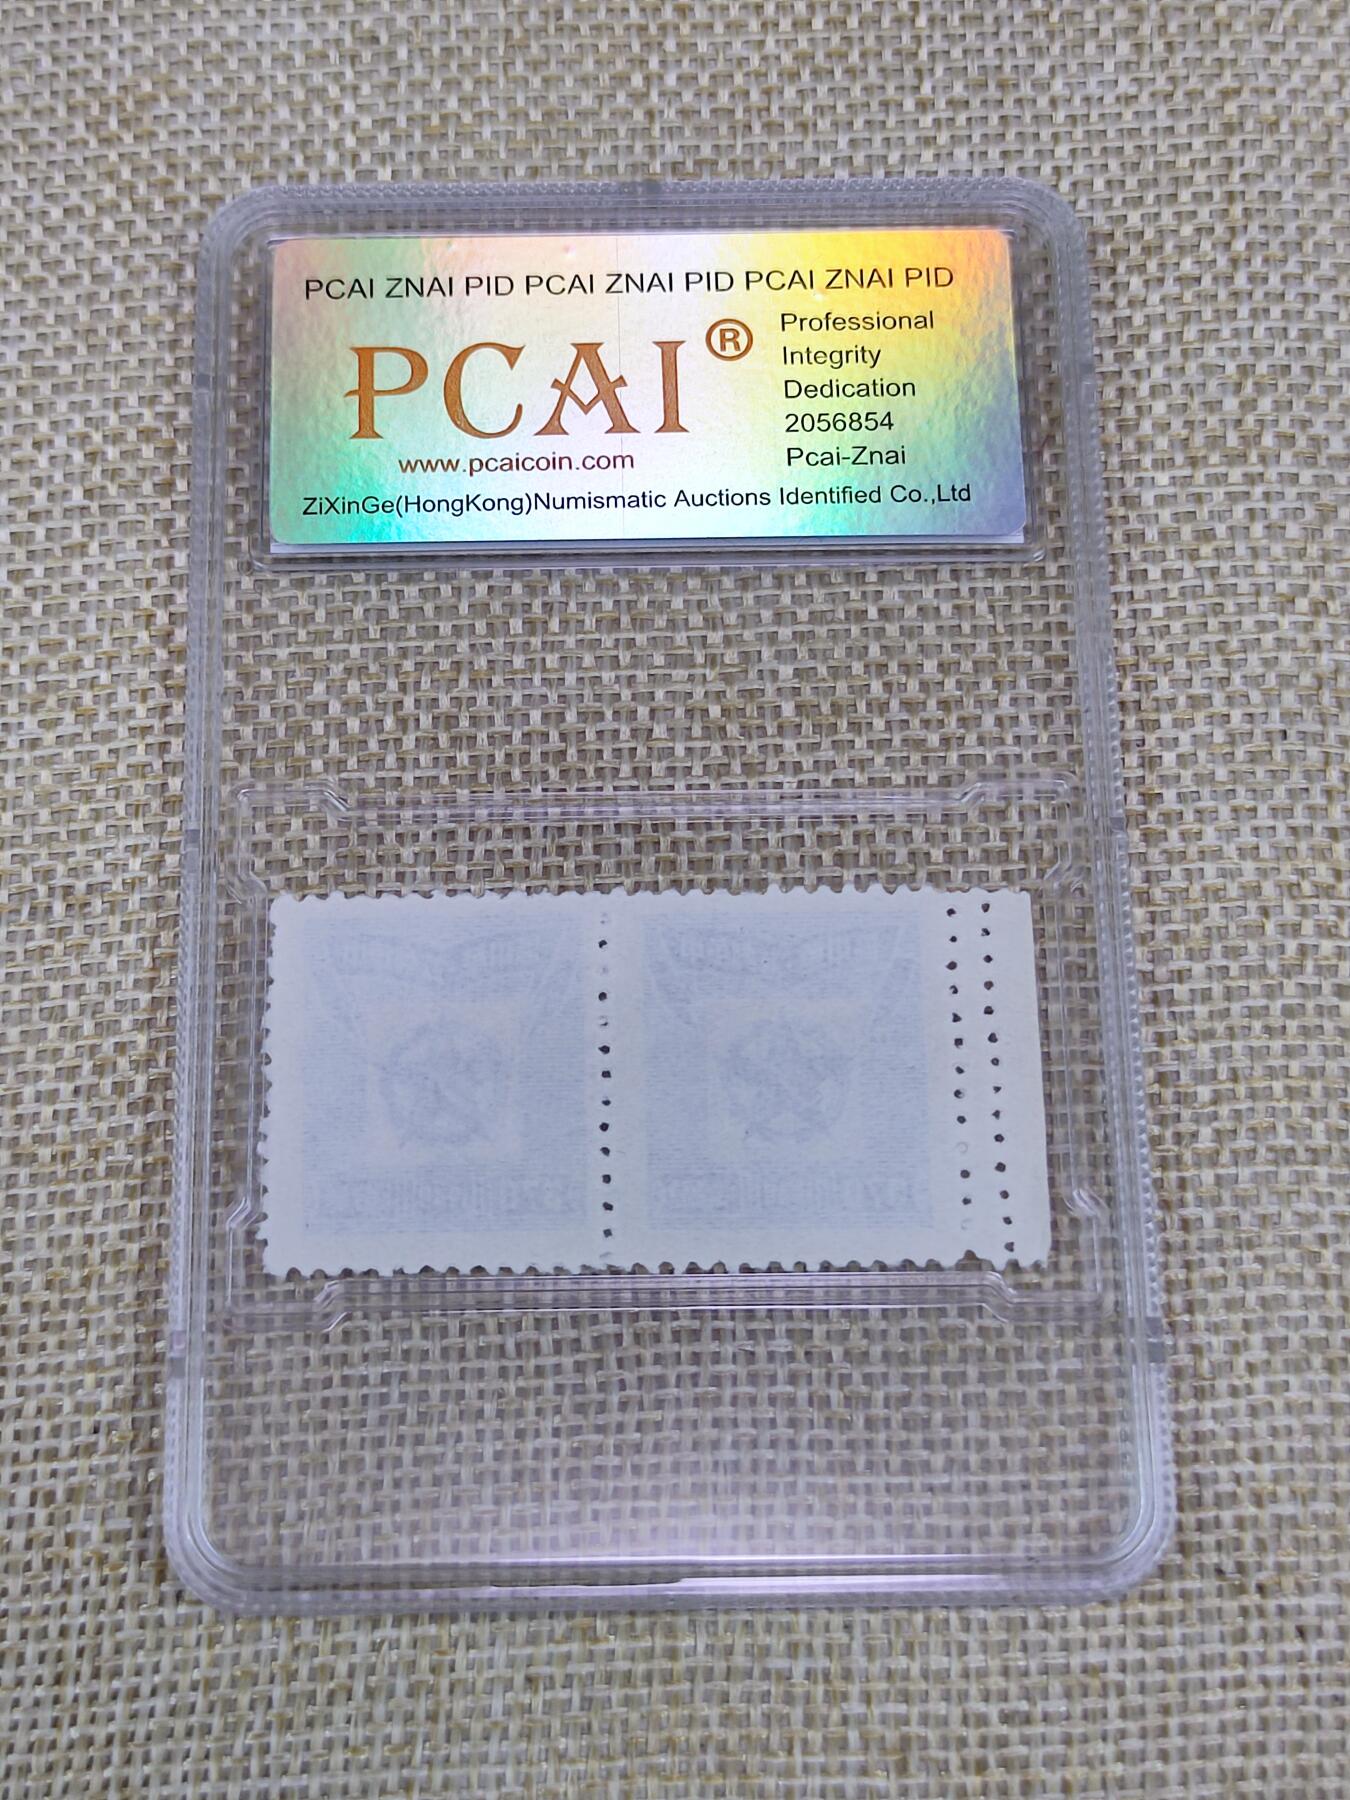 PCAI ZNAI PID PCAI ZNAI PID PCAI ZNAI PID
PCAI®
www.pcaicoin.com
Professional
Integrity
Dedication
2056854
Pcai-Znai
ZiXinGe(HongKong)Numismatic Auctions Identified Co.,Ltd